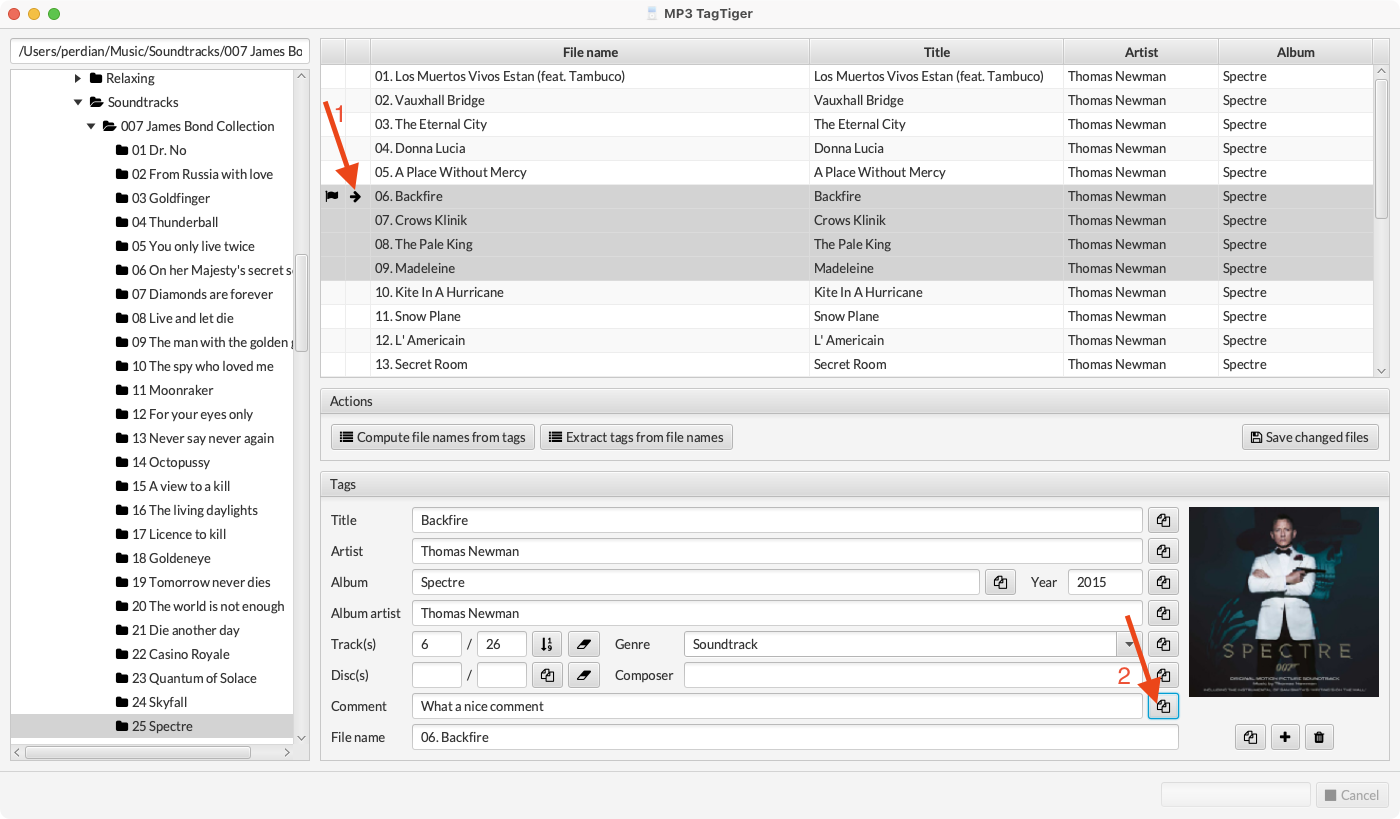 MP3 TagTiger
/Users/perdian/Music/Soundtracks/007 James Bo
Relaxing
Soundtracks
007 James Bond Collection
01 Dr. No
02 From Russia with love
03 Goldfinger
04 Thunderball
05 You only live twice
06 On her Majesty's secret s
07 Diamonds are forever
08 Live and let die
09 The man with the golden g
10 The spy who loved me
11 Moonraker
12 For your eyes only
13 Never say never again
14 Octopussy
15 A view to a kill
16 The living daylights
17 Licence to kill
18 Goldeneye
19 Tomorrow never dies
20 The world is not enough
21 Die another day
22 Casino Royale
23 Quantum of Solace
24 Skyfall
25 Spectre
File name Title Artist Album
01. Los Muertos Vivos Estan (feat. Tambuco) Los Muertos Vivos Estan (feat. Tambuco) Thomas Newman Spectre
02. Vauxhall Bridge Vauxhall Bridge Thomas Newman Spectre
1
03. The Eternal City The Eternal City Thomas Newman Spectre
04. Donna Lucia Donna Lucia Thomas Newman Spectre
05. A Place Without Mercy A Place Without Mercy Thomas Newman Spectre
06. Backfire Backfire Thomas Newman Spectre
07. Crows Klinik Crows Klinik Thomas Newman Spectre
08. The Pale King The Pale King Thomas Newman Spectre
09. Madeleine Madeleine Thomas Newman Spectre
10. Kite In A Hurricane Kite In A Hurricane Thomas Newman Spectre
11. Snow Plane Snow Plane Thomas Newman Spectre
12. L' Americain L' Americain Thomas Newman Spectre
13. Secret Room Secret Room Thomas Newman Spectre
Actions
Compute file names from tags Extract tags from file names Save changed files
Tags
Title Backfire
Artist Thomas Newman
Album Spectre Year 2015
Album artist Thomas Newman
Track(s) 6 / 26 Genre Soundtrack
Disc(s) / Composer
2
Comment What a nice comment
File name 06. Backfire
SPECTRE
007
ORIGINAL MOTION PICTURE SOUNDTRACK
Music by Thomas Newman
Cancel